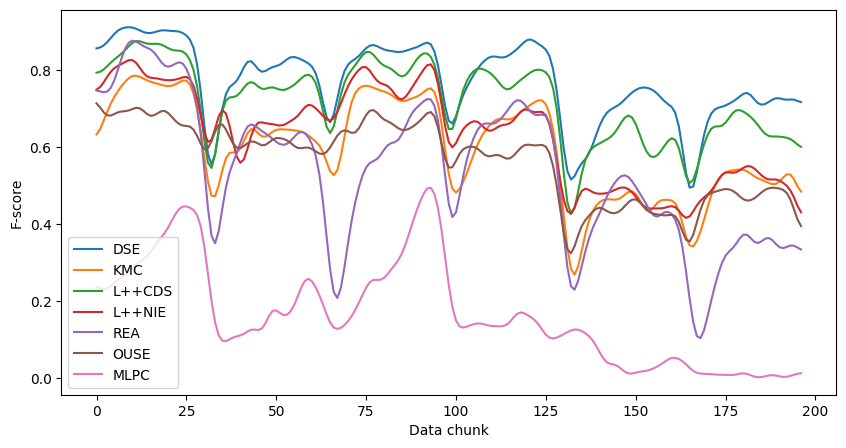 F-score
0.8
0.6
0.4
0.2
0.0
DSE
KMC
L++CDS
L++NIE
REA
OUSE
MLPC
0 25 50 75 100 125 150 175 200
Data chunk